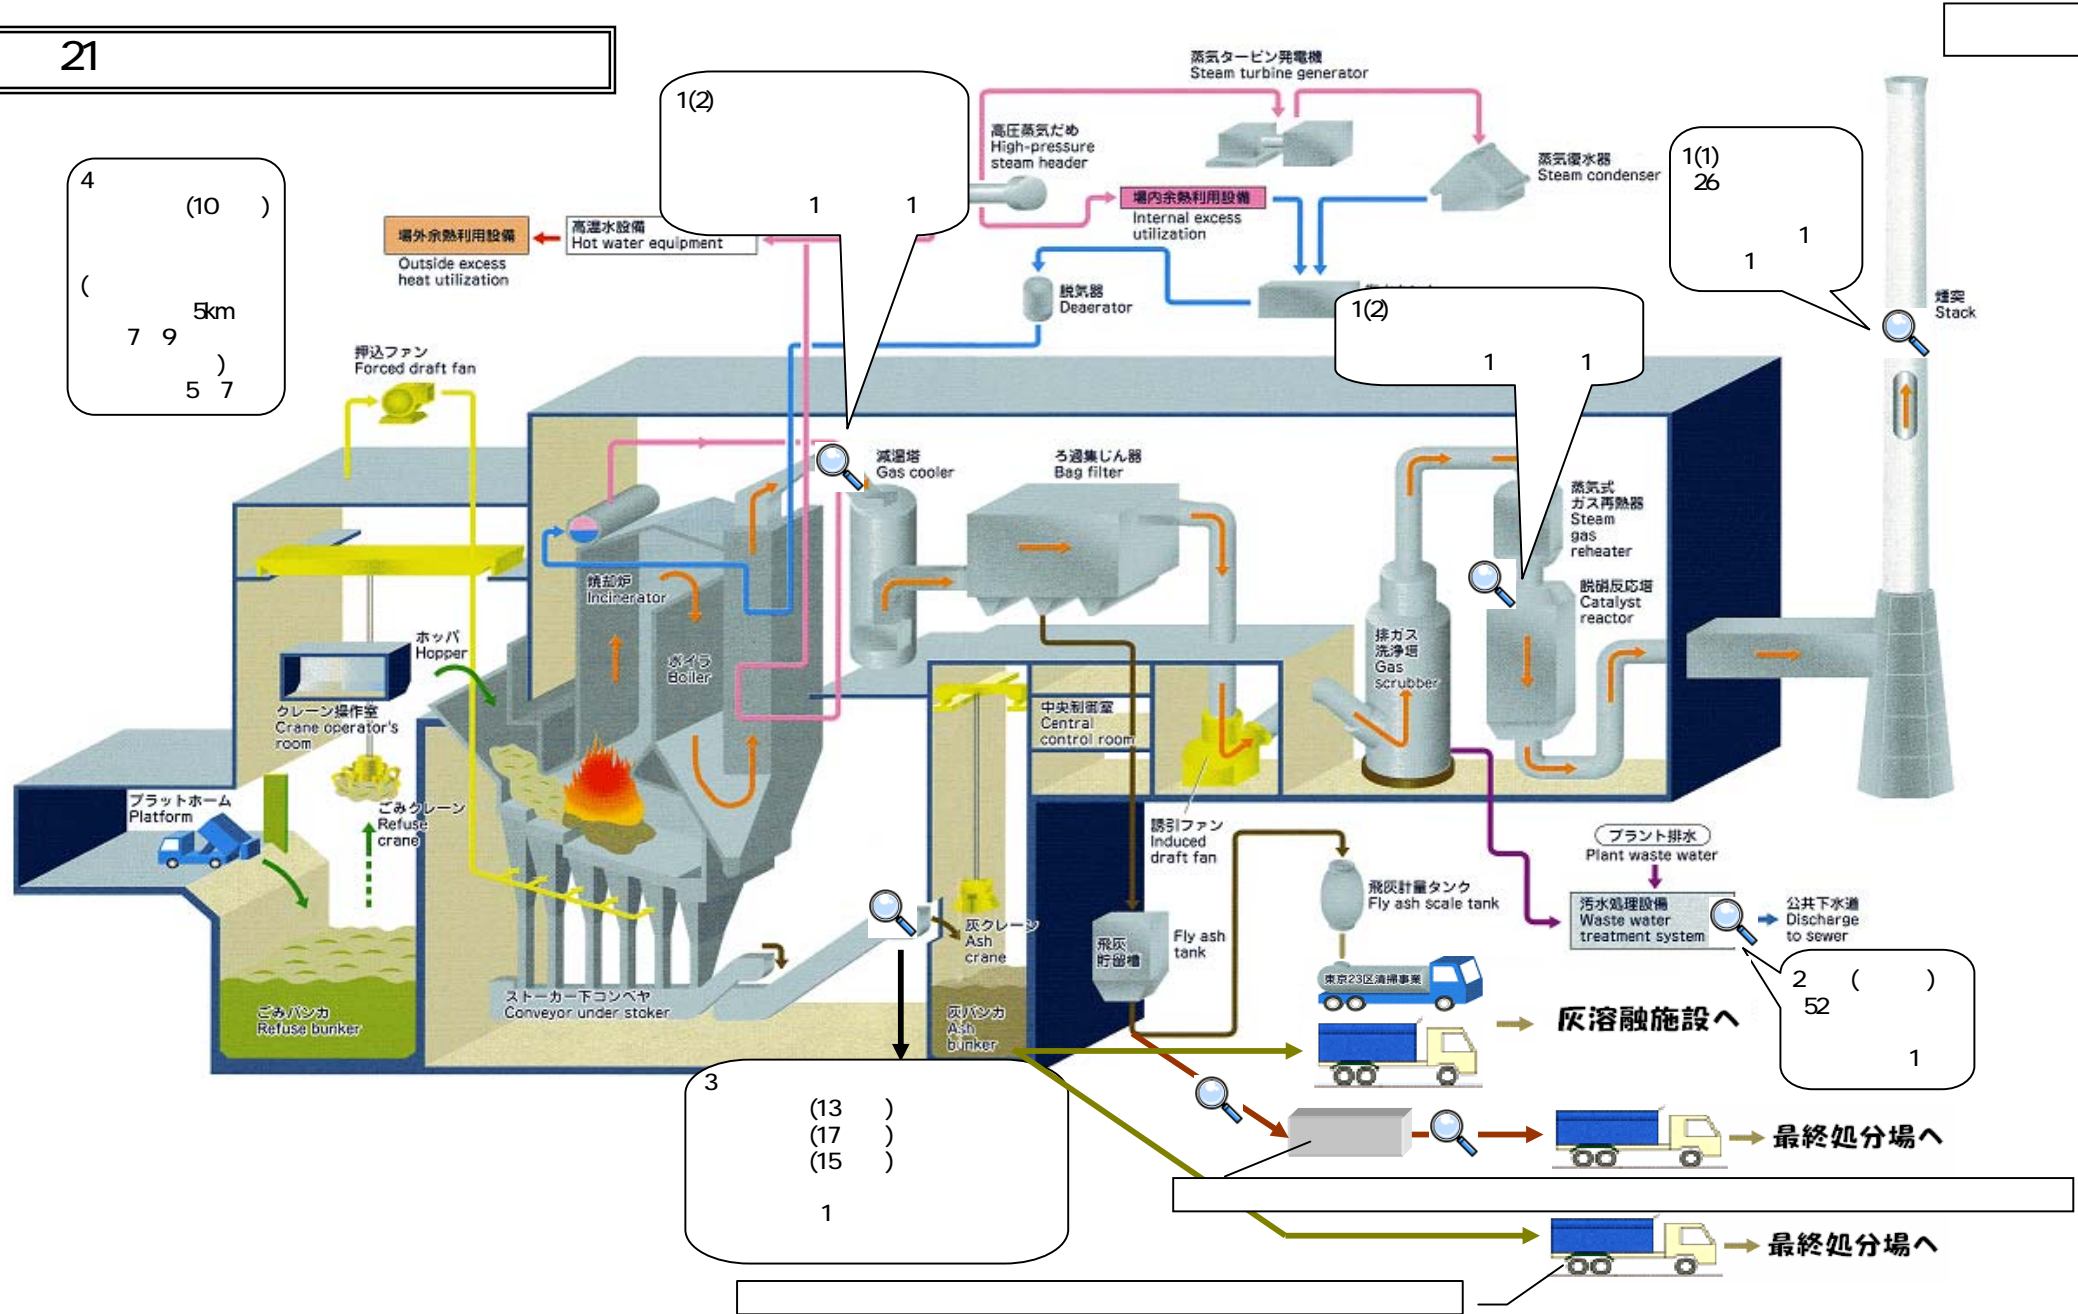 21
蒸気タービン発電機
Steam turbine generator
1(2)
1 1
高圧蒸気だめ
High-pressure
steam header
蒸気復水器
Steam condenser
1(1)
26
1
1
4
(10 )
(
5km
7 9
)
5 7
場外余熱利用設備
Outside excess
heat utilization
高温水設備
Hot water equipment
場内余熱利用設備
Internal excess
utilization
脱気器
Deaerator
1(2)
1 1
煙突
Stack
押込ファン
Forced draft fan
減温塔
Gas cooler
ろ過集じん器
Bag filter
蒸気式
ガス再熱器
Steam
gas
reheater
焼却炉
Incinerator
脱硝反応塔
Catalyst
reactor
ホッパ
Hopper
ボイラ
Boiler
排ガス
洗浄塔
Gas
scrubber
クレーン操作室
Crane operator's
room
中央制御室
Central
control room
プラットホーム
Platform
ごみクレーン
Refuse
crane
誘引ファン
Induced
draft fan
プラント排水
Plant waste water
飛灰計量タンク
Fly ash scale tank
汚水処理設備
Waste water
treatment system
公共下水道
Discharge
to sewer
灰クレーン
Ash
crane
飛灰
貯留槽
Fly ash
tank
東京23区清掃事業
2 ( )
52
1
ストーカー下コンベヤ
Conveyor under stoker
ごみバンカ
Refuse bunker
灰バンカ
Ash
bunker
灰溶融施設へ
3
(13 )
(17 )
(15 )
1
最終処分場へ
最終処分場へ